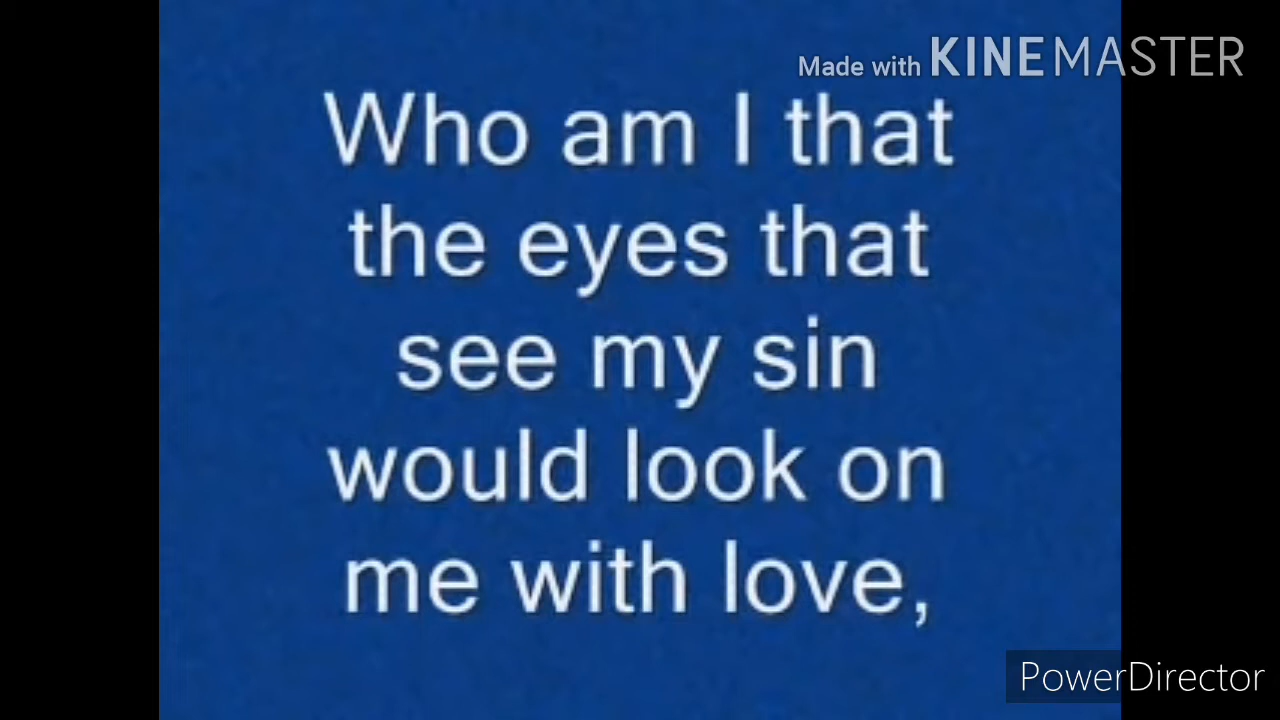 Made with KINEMASTER
Who am I that
the eyes that
see my sin
would look on
me with love,
PowerDirector